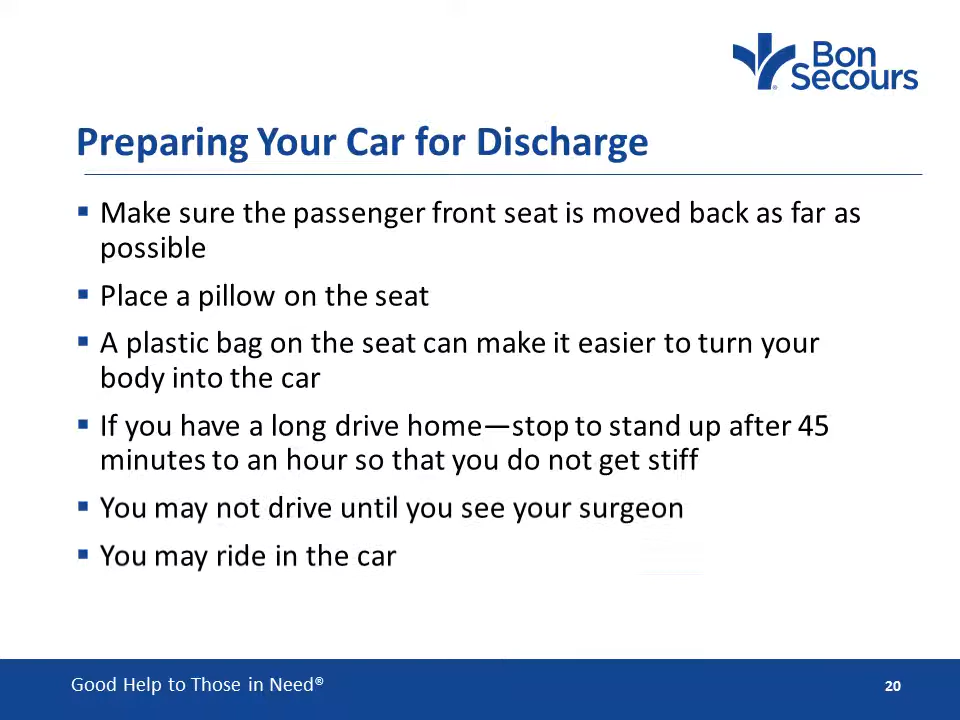 Bon
Secours
Preparing Your Car for Discharge
▪ Make sure the passenger front seat is moved back as far as
possible
▪ Place a pillow on the seat
▪ A plastic bag on the seat can make it easier to turn your
body into the car
▪ If you have a long drive home—stop to stand up after 45
minutes to an hour so that you do not get stiff
▪ You may not drive until you see your surgeon
▪ You may ride in the car
Good Help to Those in Need®
20